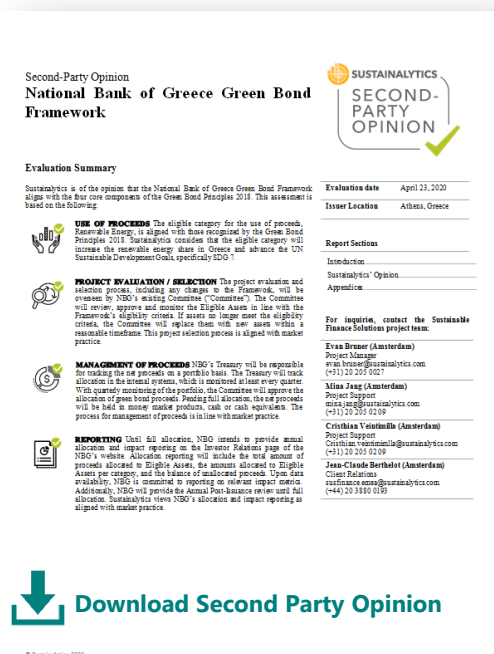 Second-Party Opinion
National Bank of Greece Green Bond
Framework
SUSTAINALYTICS
SECOND-
PARTY
OPINION
Evaluation Summary
Sustainalytics is of the opinion that the National Bank of Greece Green Bond Framework
aligns with the four core components of the Green Bond Principles 2018. This assessment is
based on the following:
USE OF PROCEEDS The eligible category for the use of proceeds,
Renewable Energy, is aligned with those recognized by the Green Bond
Principles 2018. Sustainalytics considers that the eligible category will
increase the renewable energy share in Greece and advance the UN
Sustainable Development Goals, specifically SDG 7.
PROJECT EVALUATION / SELECTION The project evaluation and
selection process, including any changes to the Framework, will be
overseen by NBG's existing Committee ("Committee"). The Committee
will review, approve and monitor the Eligible Assets in line with the
Framework's eligibility criteria. If assets no longer meet the eligibility
criteria, the Committee will replace them with new assets within a
reasonable timeframe. This project selection process is aligned with market
practice.
MANAGEMENT OF PROCEEDS NBG's Treasury will be responsible
for tracking the net proceeds on a portfolio basis. The Treasury will track
allocation in the internal systems, which is monitored at least every quarter.
With quarterly monitoring of the portfolio, the Committee will approve the
allocation of green bond proceeds. Pending full allocation, the net proceeds
will be held in money market products, cash or cash equivalents. The
process for management of proceeds is in line with market practice.
REPORTING Until full allocation, NBG intends to provide annual
allocation and impact reporting on the Investor Relations page of the
NBG's website. Allocation reporting will include the total amount of
proceeds allocated to Eligible Assets, the amounts allocated to Eligible
Assets per category, and the balance of unallocated proceeds. Upon data
availability, NBG is committed to reporting on relevant impact metrics.
Additionally, NBG will provide the Annual Post-Issuance review until full
allocation. Sustainalytics views NBG's allocation and impact reporting as
aligned with market practice.
Evaluation date April 23, 2020
Issuer Location Athens, Greece
Report Sections
Introduction
Sustainalytics' Opinion
Appendices
For inquiries, contact the Sustainable
Finance Solutions project team:
Evan Bruner (Amsterdam)
Project Manager
evan.bruner@sustainalytics.com
(+31) 20 205 0027
Mina Jang (Amsterdam)
Project Support
mina.jang@sustainalytics.com
(+31) 20 205 02 09
Cristhian Veintimilla (Amsterdam)
Project Support
Cristhian.veintimilla@sustainalytics.com
(+31) 20 205 02 09
Jean-Claude Berthelot (Amsterdam)
Client Relations
susfinance.emea@sustainalytics.com
(+44) 20 3880 0193
Download Second Party Opinion